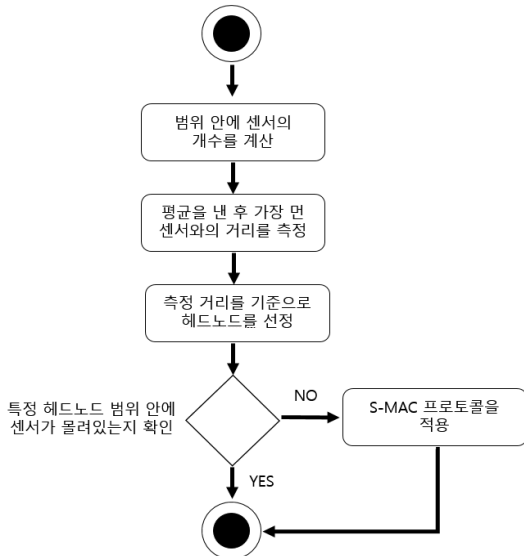 범위 안에 센서의
개수를 계산
평균을 낸 후 가장 먼
센서와의 거리를 측정
측정 거리를 기준으로
헤드노드를 선정
특정 헤드노드 범위 안에
센서가 몰려있는지 확인
NO
S-MAC 프로토콜을
적용
YES